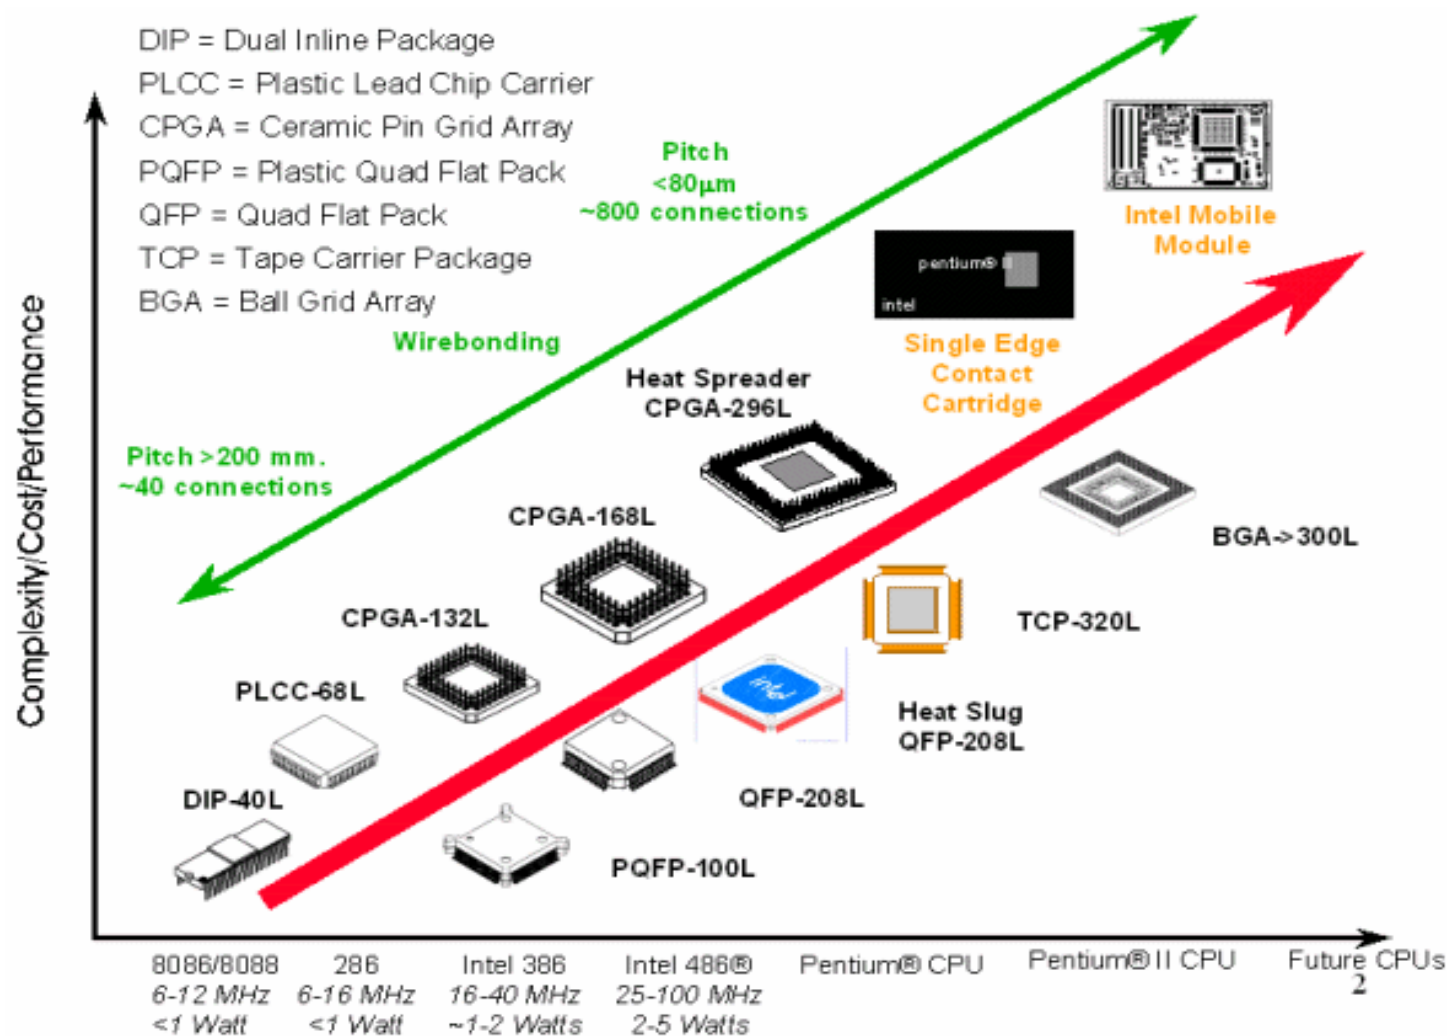 DIP = Dual Inline Package
PLCC = Plastic Lead Chip Carrier
CPGA = Ceramic Pin Grid Array
PQFP = Plastic Quad Flat Pack
QFP = Quad Flat Pack
TCP = Tape Carrier Package
BGA = Ball Grid Array
Complexity/Cost/Performance
Pitch
<80µm
~800 connections
Wirebonding
Pitch >200 mm.
~40 connections
Intel Mobile
Module
pentium® II
intel
Single Edge
Contact
Cartridge
Heat Spreader
CPGA-296L
CPGA-168L
BGA->300L
CPGA-132L
TCP-320L
PLCC-68L
intel
Heat Slug
QFP-208L
DIP-40L
QFP-208L
PQFP-100L
8086/8088
6-12 MHz
<1 Watt
286
6-16 MHz
<1 Watt
Intel 386
16-40 MHz
~1-2 Watts
Intel 486®
25-100 MHz
2-5 Watts
Pentium® CPU
Pentium® II CPU
Future CPUs
2